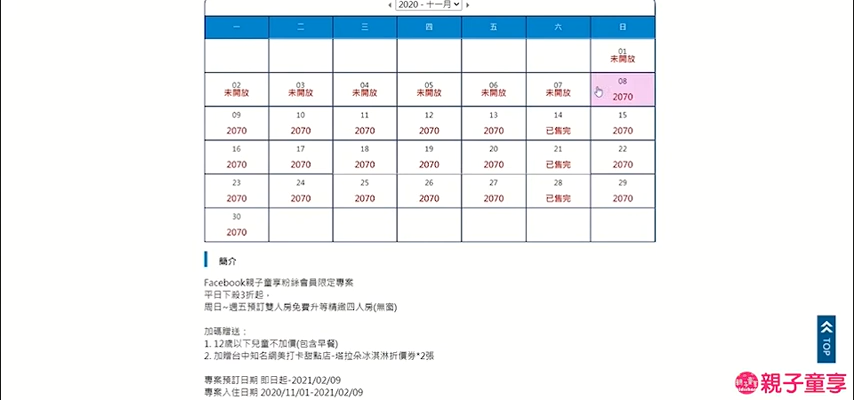 2020 - 十一月
一 二 三 四 五 六 日
01
未開放
02 03 04 05 06 07 08
未開放 未開放 未開放 未開放 未開放 未開放 2070
09 10 11 12 13 14 15
2070 2070 2070 2070 2070 已售完 2070
16 17 18 19 20 21 22
2070 2070 2070 2070 2070 已售完 2070
23 24 25 26 27 28 29
2070 2070 2070 2070 2070 已售完 2070
30
2070
簡介
Facebook親子童享粉絲會員限定專案
平日下殺3折起，
周日~週五預訂雙人房免費升等精緻四人房(無窗)
加碼贈送：
1. 12歲以下兒童不加價(包含早餐)
2. 加贈台中知名網美打卡甜點店-塔拉朵冰淇淋折價券*2張
專案預訂日期 即日起-2021/02/09
專案入住日期 2020/11/01-2021/02/09
TOP
親子童享